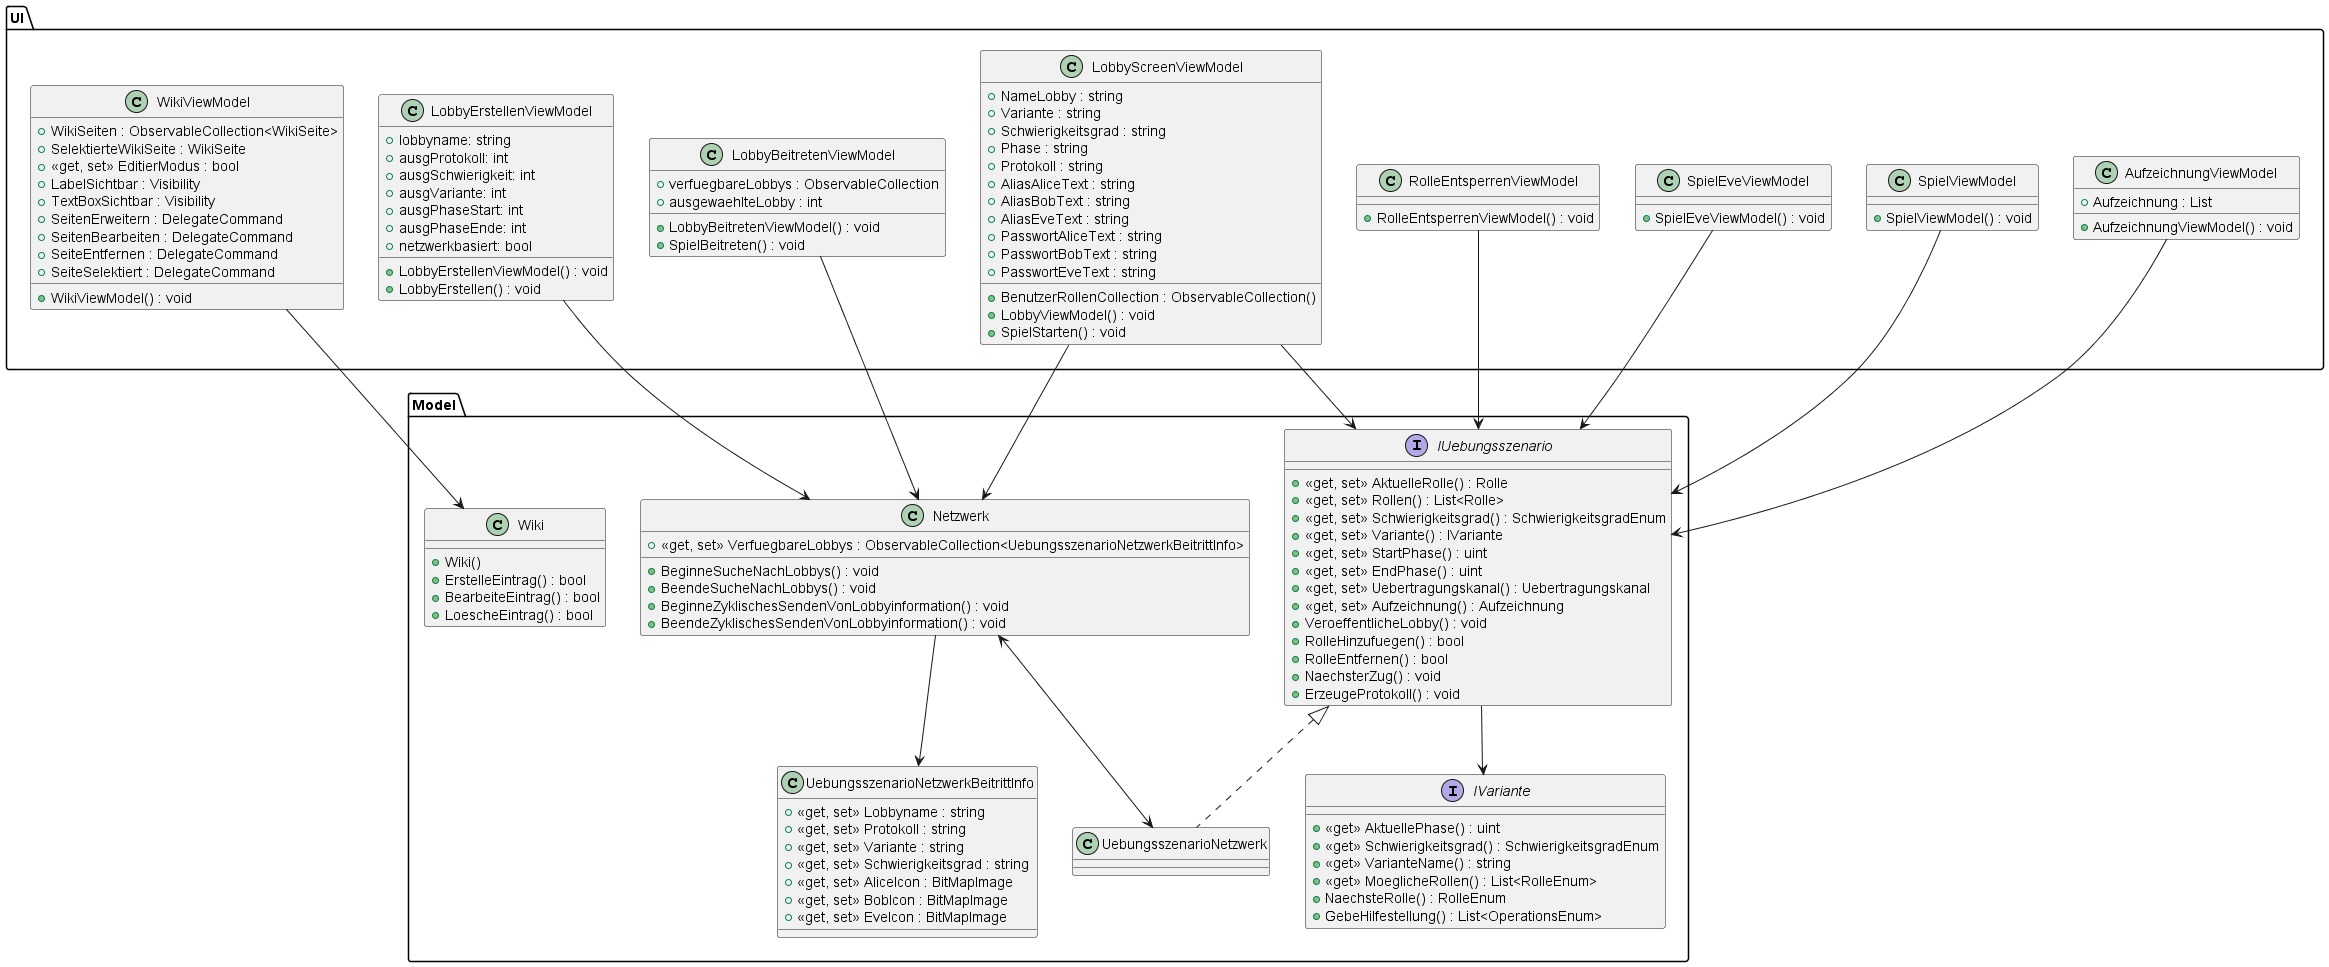 UI
WikiViewModel
WikiSeiten : ObservableCollection<WikiSeite>
SelektierteWikiSeite : WikiSeite
«get, set» EditierModus : bool
LabelSichtbar : Visibility
TextBoxSichtbar : Visibility
SeitenErweitern : DelegateCommand
SeitenBearbeiten : DelegateCommand
SeiteEntfernen : DelegateCommand
SeiteSelektiert : DelegateCommand
WikiViewModel() : void
LobbyErstellenViewModel
lobbyname: string
ausgProtokoll: int
ausgSchwierigkeit: int
ausgVariante: int
ausgPhaseStart: int
ausgPhaseEnde: int
netzwerkbasiert: bool
LobbyErstellenViewModel() : void
LobbyErstellen() : void
LobbyBeitretenViewModel
verfuegbareLobbys : ObservableCollection
ausgewaehlteLobby : int
LobbyBeitretenViewModel() : void
SpielBeitreten() : void
LobbyScreenViewModel
NameLobby : string
Variante : string
Schwierigkeitsgrad : string
Phase : string
Protokoll : string
AliasAliceText : string
AliasBobText : string
AliasEveText : string
PasswortAliceText : string
PasswortBobText : string
PasswortEveText : string
BenutzerRollenCollection : ObservableCollection()
LobbyViewModel() : void
SpielStarten() : void
RolleEntsperrenViewModel
RolleEntsperrenViewModel() : void
SpielEveViewModel
SpielEveViewModel() : void
SpielViewModel
SpielViewModel() : void
AufzeichnungViewModel
Aufzeichnung : List
AufzeichnungViewModel() : void
Model
Wiki
Wiki()
ErstelleEintrag() : bool
BearbeiteEintrag() : bool
LoescheEintrag() : bool
Netzwerk
«get, set» VerfuegbareLobbys : ObservableCollection<UebungsszenarioNetzwerkBeitrittInfo>
BeginneSucheNachLobbys() : void
BeendeSucheNachLobbys() : void
BeginneZyklischesSendenVonLobbyinformation() : void
BeendeZyklischesSendenVonLobbyinformation() : void
IUebungsszenario
«get, set» AktuelleRolle() : Rolle
«get, set» Rollen() : List<Rolle>
«get, set» Schwierigkeitsgrad() : SchwierigkeitsgradEnum
«get, set» Variante() : IVariante
«get, set» StartPhase() : uint
«get, set» EndPhase() : uint
«get, set» Uebertragungskanal() : Uebertragungskanal
«get, set» Aufzeichnung() : Aufzeichnung
VeroeffentlicheLobby() : void
RolleHinzufuegen() : bool
RolleEntfernen() : bool
NaechsterZug() : void
ErzeugeProtokoll() : void
UebungsszenarioNetzwerkBeitrittInfo
«get, set» Lobbyname : string
«get, set» Protokoll : string
«get, set» Variante : string
«get, set» Schwierigkeitsgrad : string
«get, set» AliceIcon : BitMapImage
«get, set» BobIcon : BitMapImage
«get, set» EveIcon : BitMapImage
UebungsszenarioNetzwerk
IVariante
«get» AktuellePhase() : uint
«get» Schwierigkeitsgrad() : SchwierigkeitsgradEnum
«get» VarianteName() : string
«get» MoeglicheRollen() : List<RolleEnum>
NaechsteRolle() : RolleEnum
GebeHilfestellung() : List<OperationsEnum>